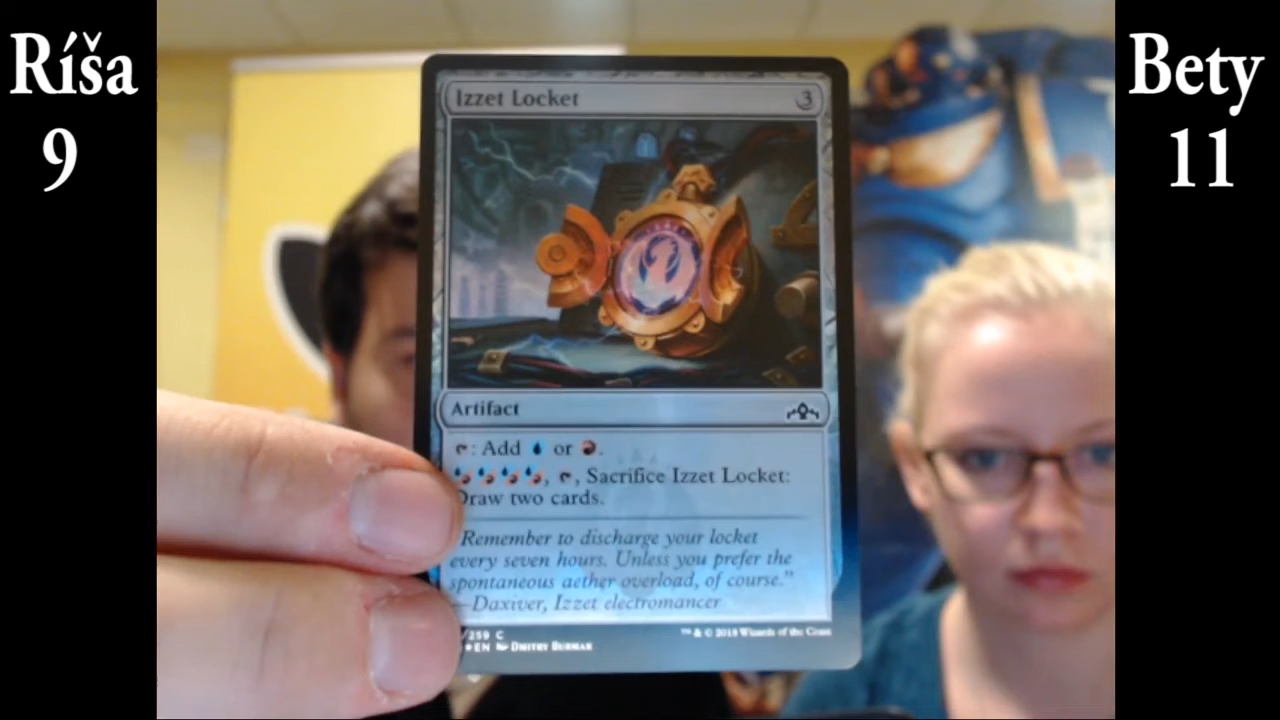 Ríša
9
Bety
11
Izzet Locket
3
Artifact
: Add or .
, , Sacrifice Izzet Locket:
Draw two cards.
Remember to discharge your locket
every seven hours. Unless you prefer the
spontaneous aether overload, of course."
—Daxiver, Izzet electromancer
/259 C
EN Dmitry Burmak
™ & © 2018 Wizards of the Coast